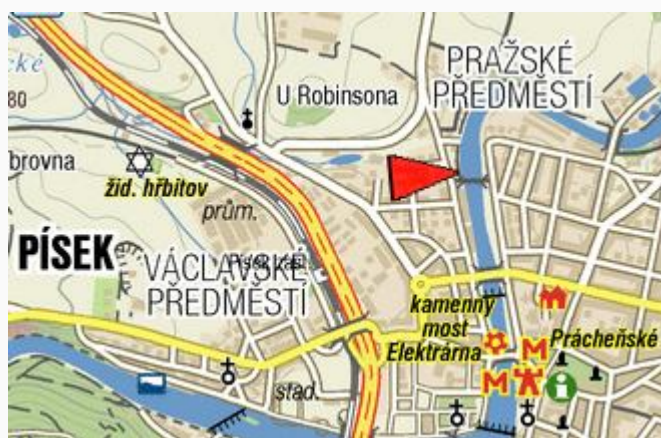 PRAŽSKÉ
PŘEDMĚSTÍ
U Robinsona
80
brovna
žid. hřbitov
prům.
PÍSEK
VÁCLAVSKÉ
PŘEDMĚSTÍ
kamenný
most
Elektrárna
Prácheňské
M
M
i
stad.